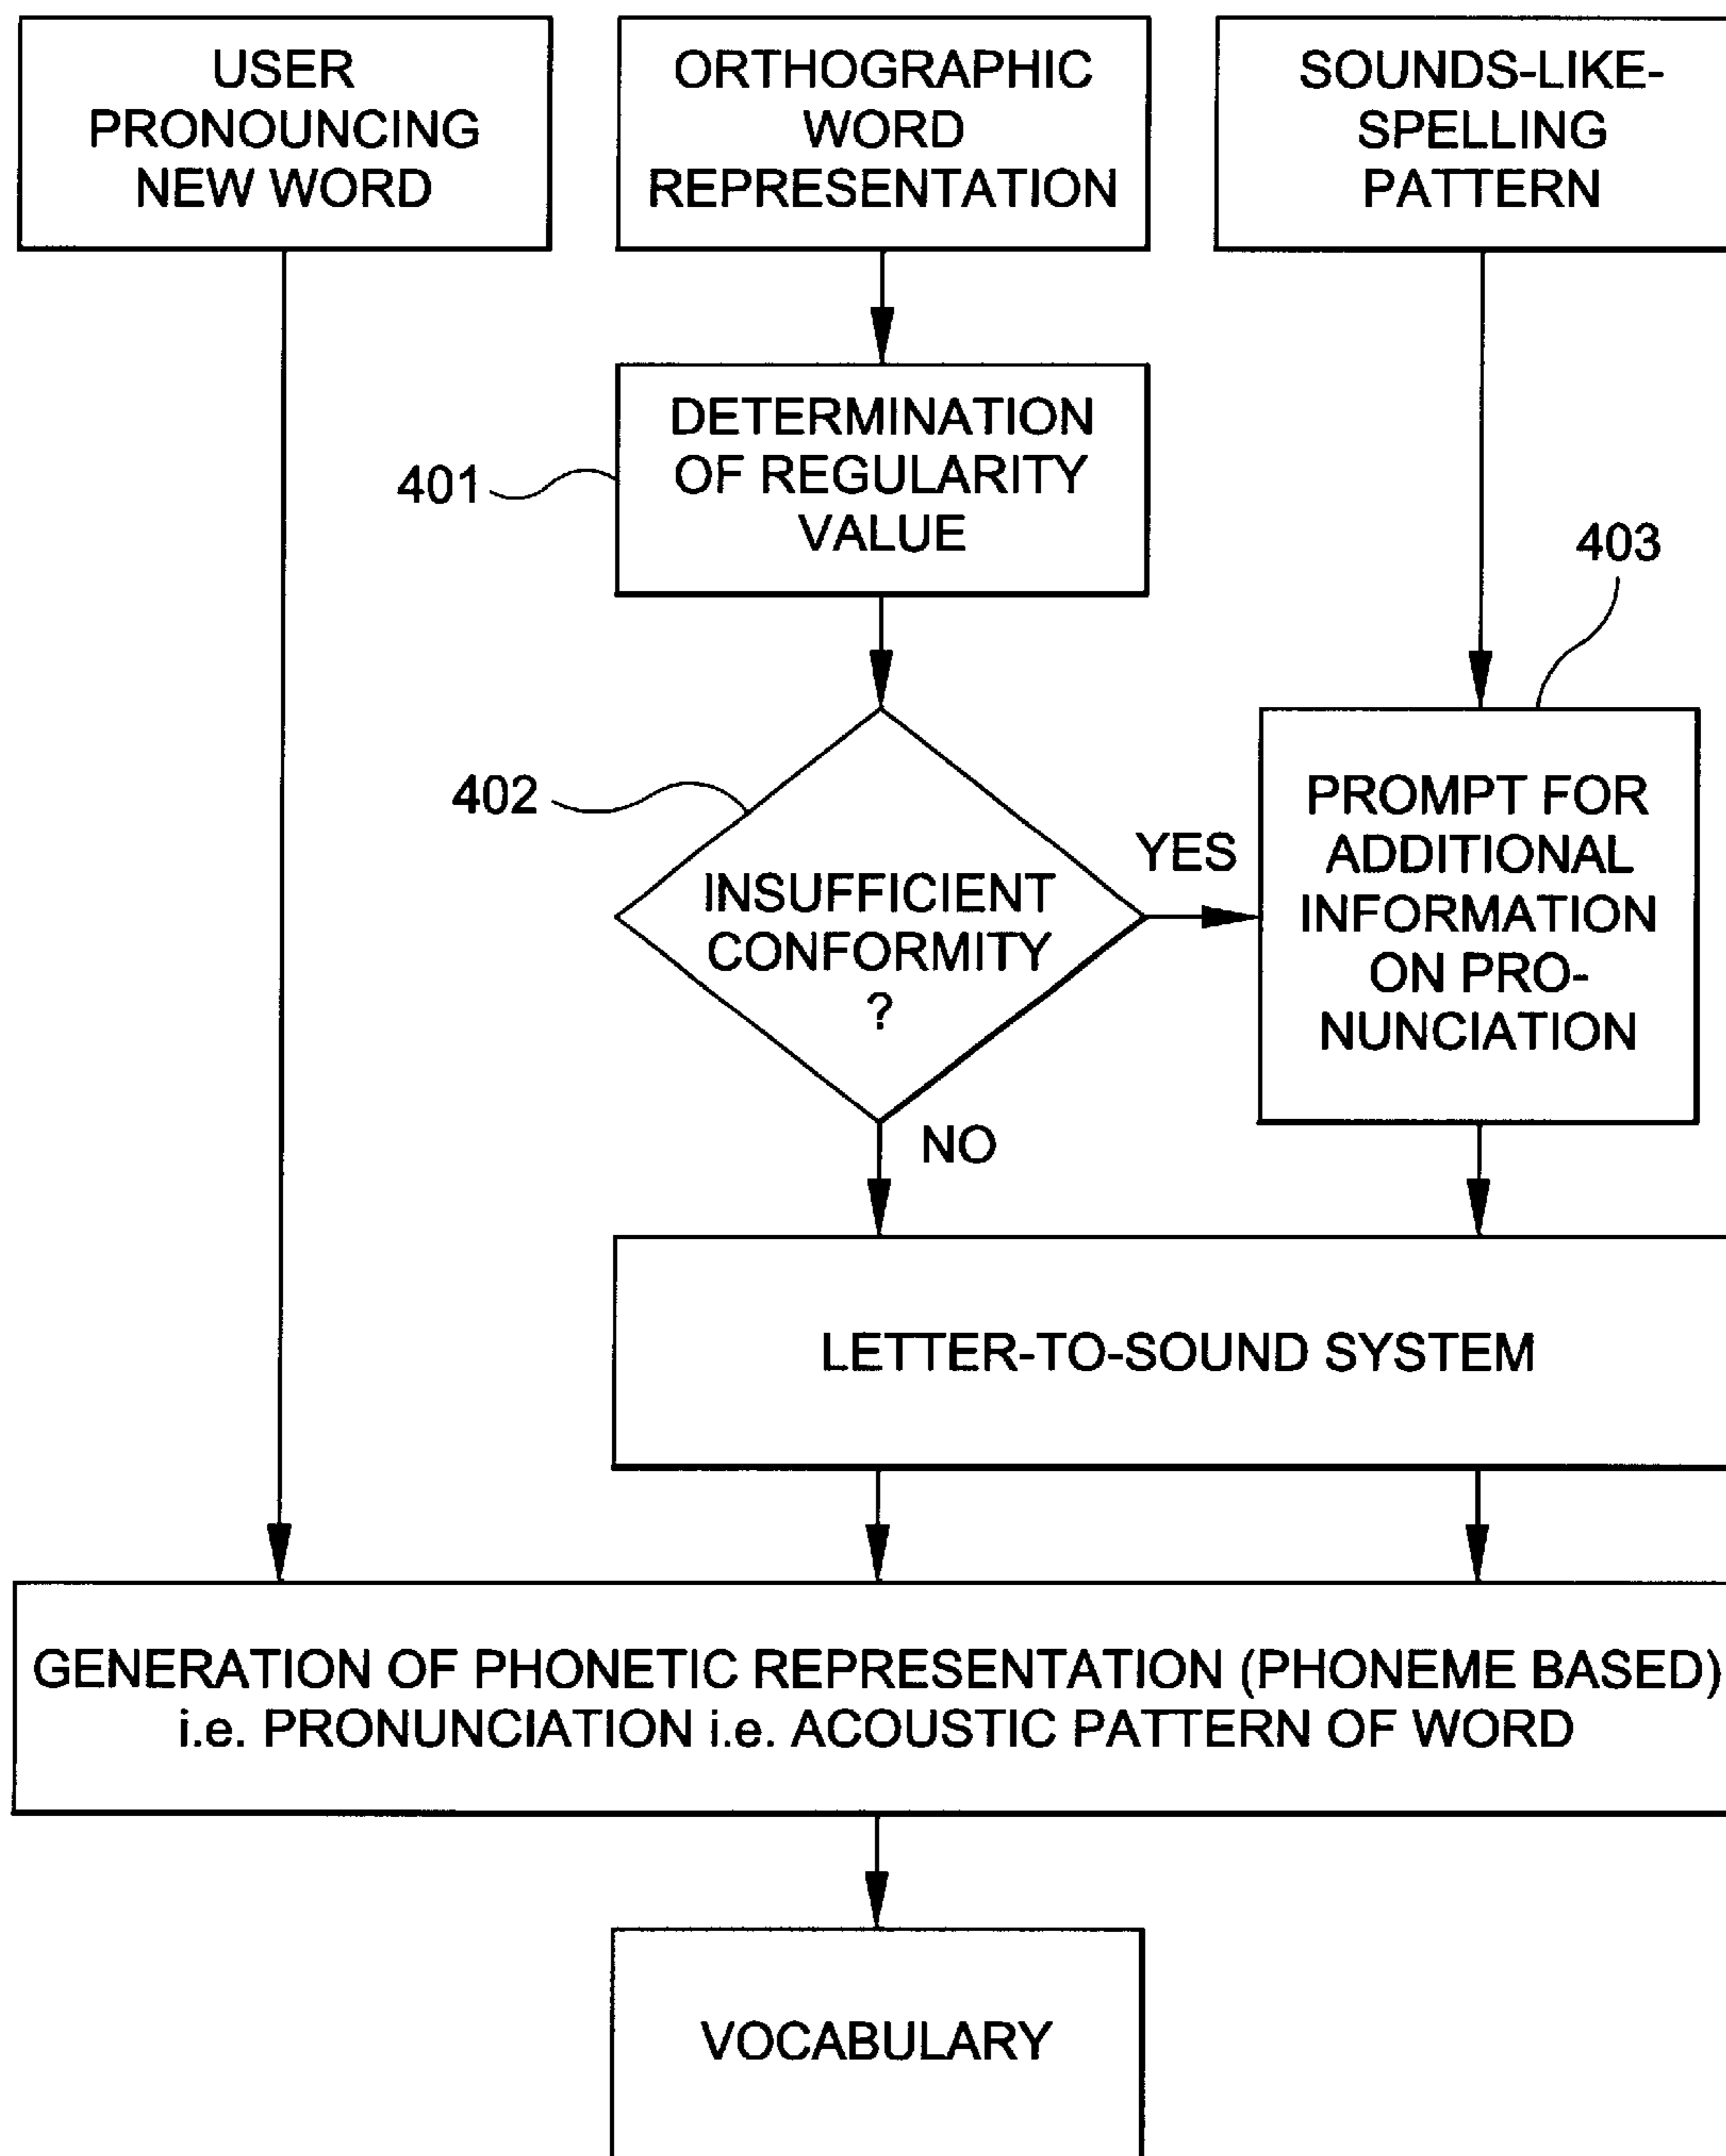 USER
PRONOUNCING
NEW WORD
ORTHOGRAPHIC
WORD
REPRESENTATION
SOUNDS-LIKE-
SPELLING
PATTERN
401
DETERMINATION
OF REGULARITY
VALUE
403
402
INSUFFICIENT
CONFORMITY
?
YES
PROMPT FOR
ADDITIONAL
INFORMATION
ON PRO-
NUNCIATION
NO
LETTER-TO-SOUND SYSTEM
GENERATION OF PHONETIC REPRESENTATION (PHONEME BASED)
i.e. PRONUNCIATION i.e. ACOUSTIC PATTERN OF WORD
VOCABULARY